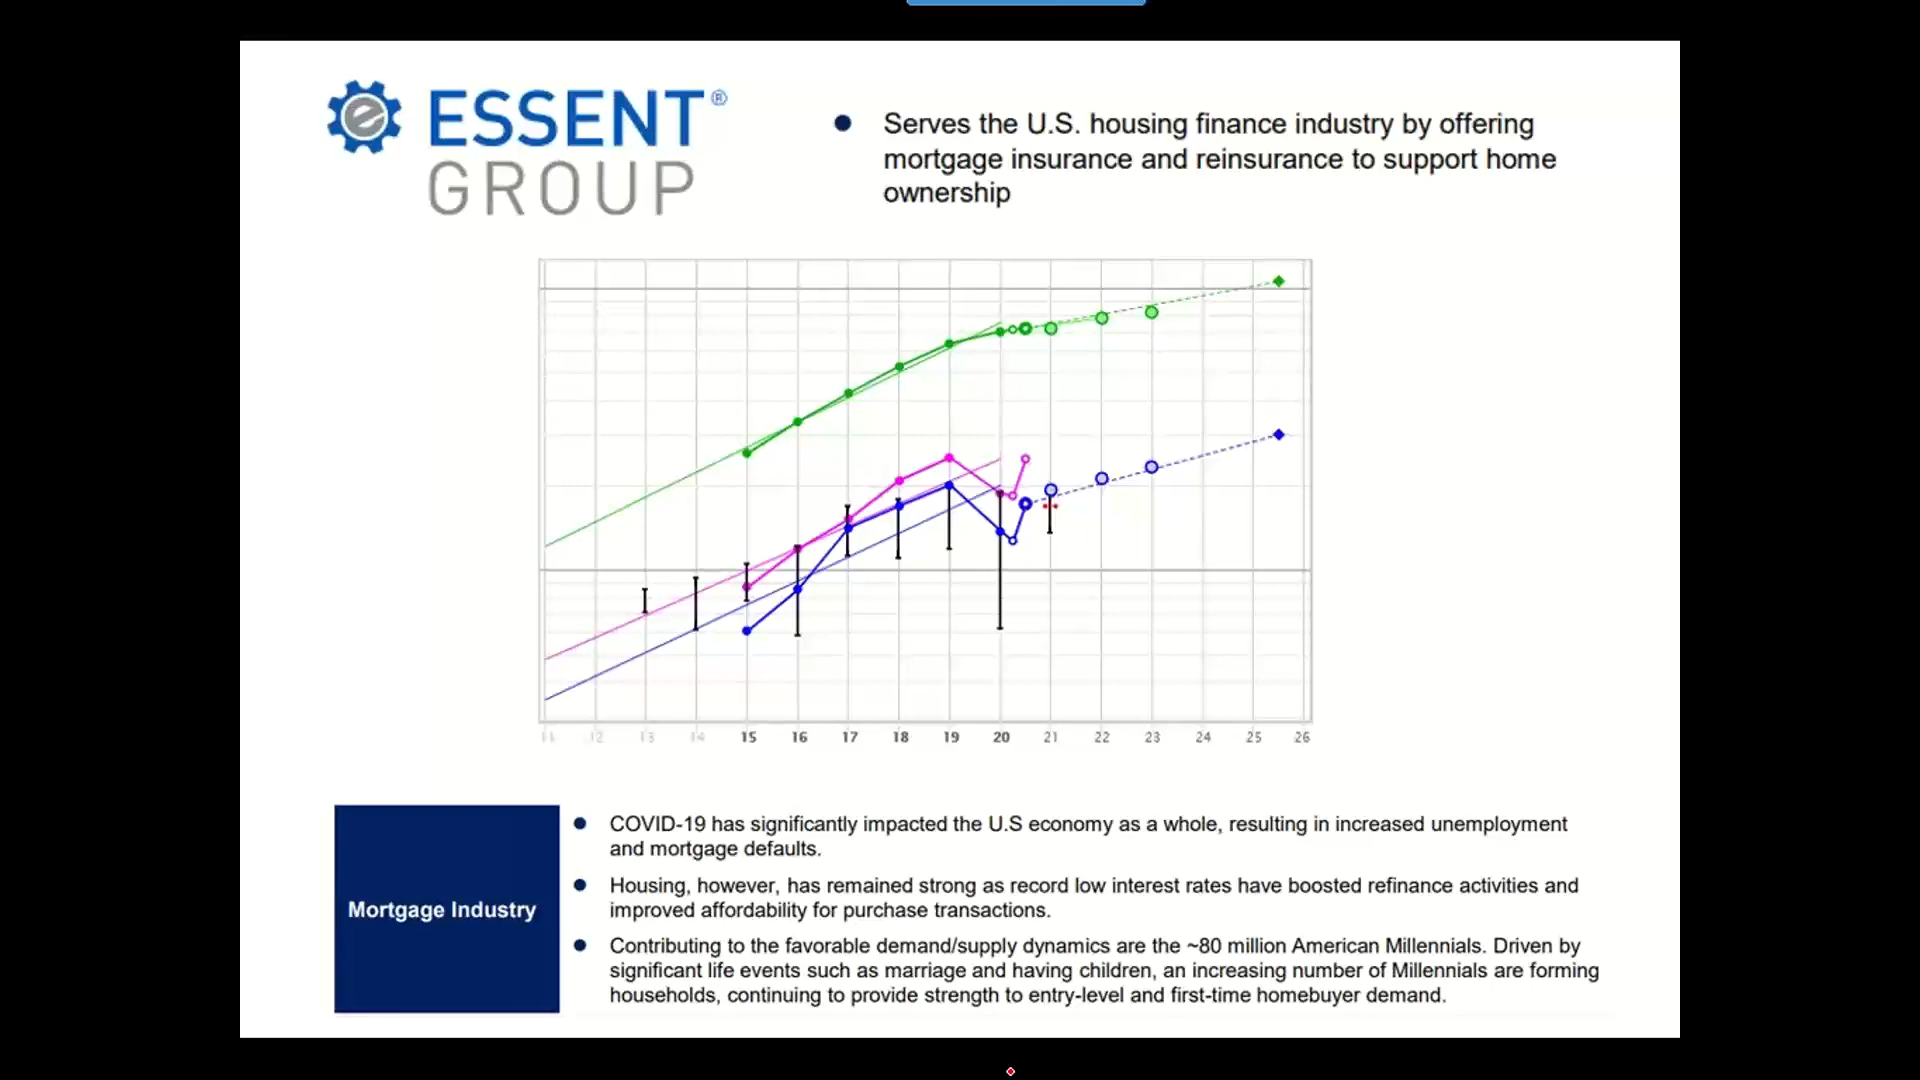 ESSENT®
GROUP
Serves the U.S. housing finance industry by offering
mortgage insurance and reinsurance to support home
ownership
11 12 13 14 15 16 17 18 19 20 21 22 23 24 25 26
Mortgage Industry
COVID-19 has significantly impacted the U.S economy as a whole, resulting in increased unemployment
and mortgage defaults.
Housing, however, has remained strong as record low interest rates have boosted refinance activities and
improved affordability for purchase transactions.
Contributing to the favorable demand/supply dynamics are the ~80 million American Millennials. Driven by
significant life events such as marriage and having children, an increasing number of Millennials are forming
households, continuing to provide strength to entry-level and first-time homebuyer demand.